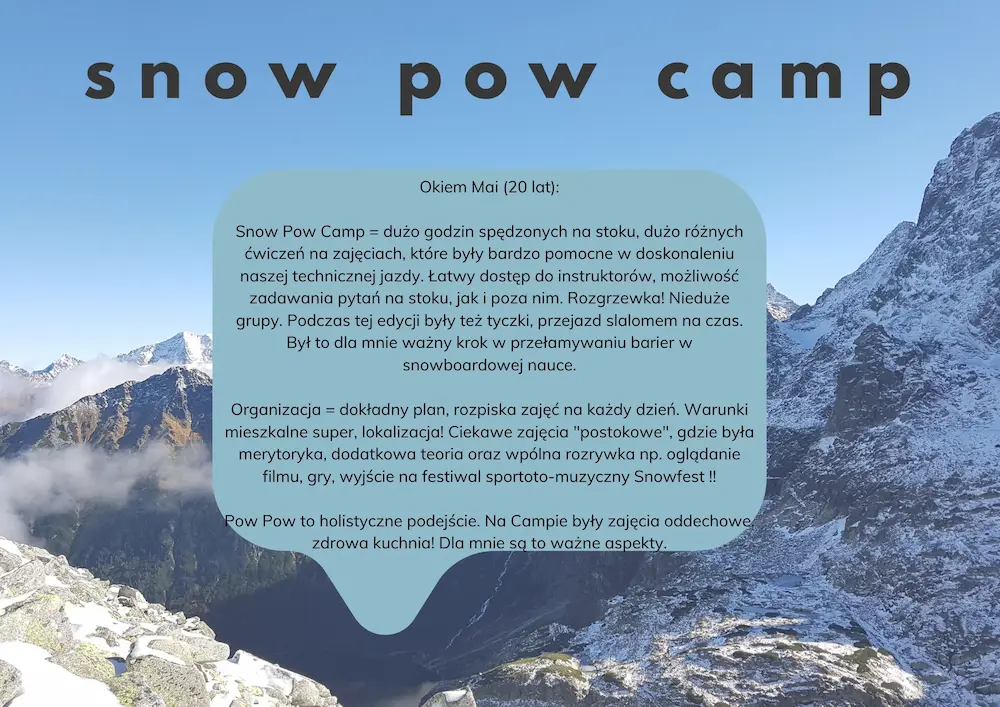 snow pow camp
Okiem Mai (20 lat):
Snow Pow Camp = dużo godzin spędzonych na stoku, dużo różnych
ćwiczeń na zajęciach, które były bardzo pomocne w doskonaleniu
naszej technicznej jazdy. Łatwy dostęp do instruktorów, możliwość
zadawania pytań na stoku, jak i poza nim. Rozgrzewka! Nieduże
grupy. Podczas tej edycji były też tyczki, przejazd slalomem na czas.
Był to dla mnie ważny krok w przełamywaniu barier w
snowboardowej nauce.
Organizacja = dokładny plan, rozpiska zajęć na każdy dzień. Warunki
mieszkalne super, lokalizacja! Ciekawe zajęcia "postokowe", gdzie była
merytoryka, dodatkowa teoria oraz wpólna rozrywka np. oglądanie
filmu, gry, wyjście na festiwal sportoto-muzyczny Snowfest !!
Pow Pow to holistyczne podejście. Na Campie były zajęcia oddechowe,
zdrowa kuchnia! Dla mnie są to ważne aspekty.